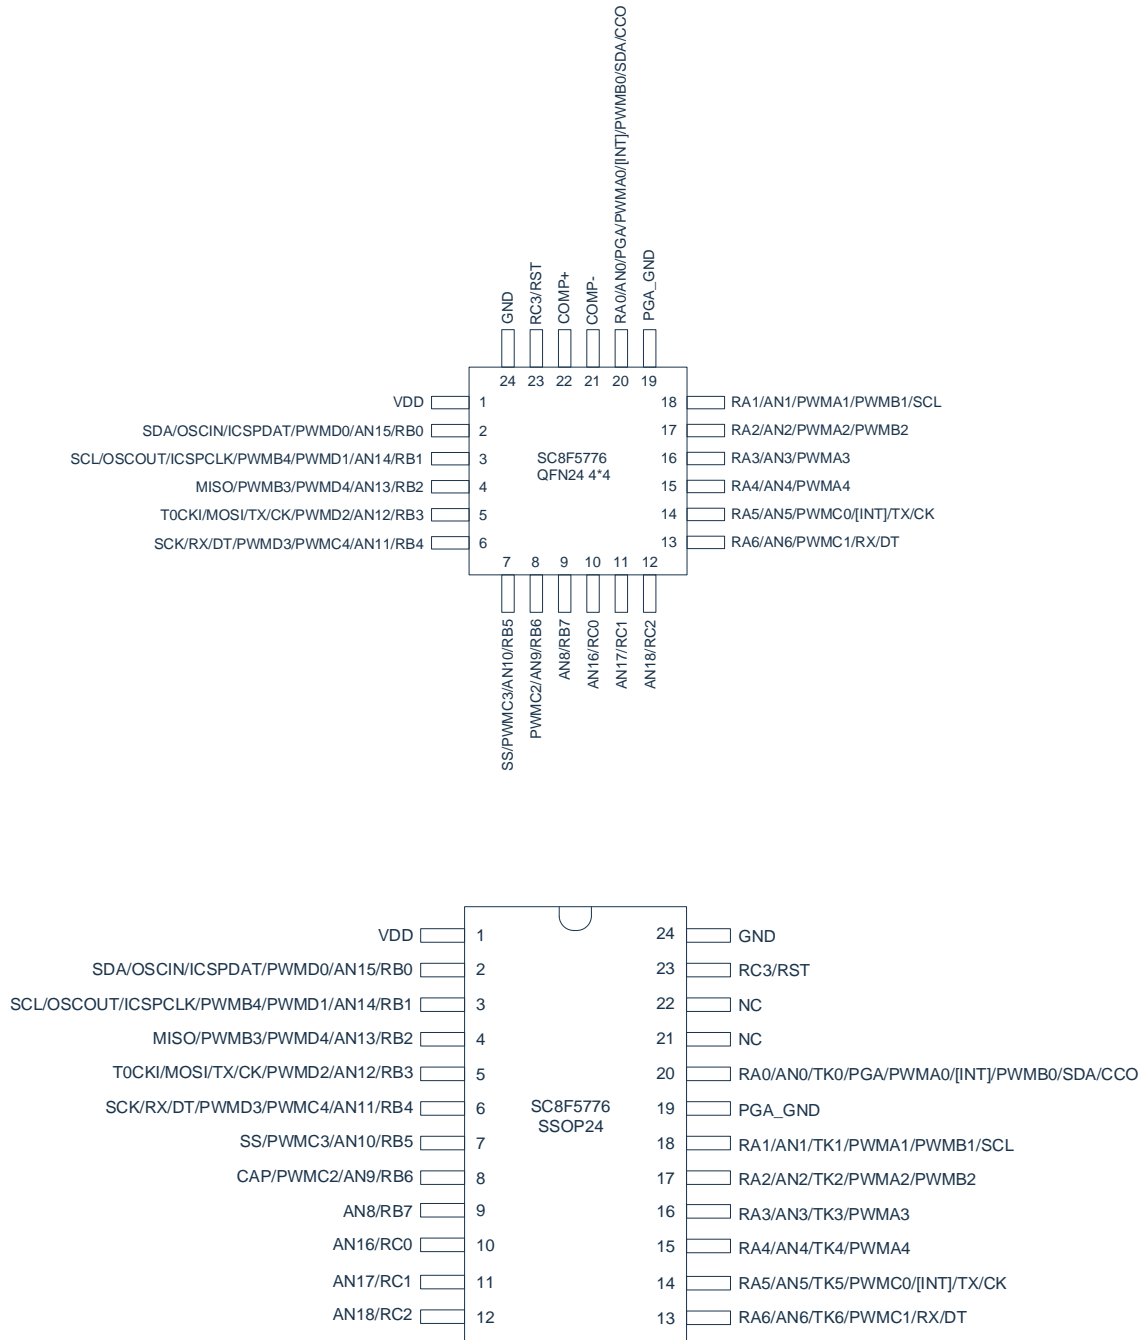 RA0/AN0/PGA/PWMA0/[INT]/PWMB0/SDA/CCO
GND
RC3/RST
COMP+
COMP-
PGA_GND
24 23 22 21 20 19
VDD 1
18 RA1/AN1/PWMA1/PWMB1/SCL
SDA/OSCIN/ICSPDAT/PWMD0/AN15/RB0 2
17 RA2/AN2/PWMA2/PWMB2
SCL/OSCOUT/ICSPCLK/PWMB4/PWMD1/AN14/RB1 3
SC8F5776
QFN24 4*4
16 RA3/AN3/PWMA3
MISO/PWMB3/PWMD4/AN13/RB2 4
15 RA4/AN4/PWMA4
T0CKI/MOSI/TX/CK/PWMD2/AN12/RB3 5
14 RA5/AN5/PWMC0/[INT]/TX/CK
SCK/RX/DT/PWMD3/PWMC4/AN11/RB4 6
13 RA6/AN6/PWMC1/RX/DT
7 8 9 10 11 12
SS/PWMC3/AN10/RB5
PWMC2/AN9/RB6
AN8/RB7
AN16/RC0
AN17/RC1
AN18/RC2
VDD 1
24 GND
SDA/OSCIN/ICSPDAT/PWMD0/AN15/RB0 2
23 RC3/RST
SCL/OSCOUT/ICSPCLK/PWMB4/PWMD1/AN14/RB1 3
22 NC
MISO/PWMB3/PWMD4/AN13/RB2 4
21 NC
T0CKI/MOSI/TX/CK/PWMD2/AN12/RB3 5
20 RA0/AN0/TK0/PGA/PWMA0/[INT]/PWMB0/SDA/CCO
SCK/RX/DT/PWMD3/PWMC4/AN11/RB4 6
SC8F5776
SSOP24
19 PGA_GND
SS/PWMC3/AN10/RB5 7
18 RA1/AN1/TK1/PWMA1/PWMB1/SCL
CAP/PWMC2/AN9/RB6 8
17 RA2/AN2/TK2/PWMA2/PWMB2
AN8/RB7 9
16 RA3/AN3/TK3/PWMA3
AN16/RC0 10
15 RA4/AN4/TK4/PWMA4
AN17/RC1 11
14 RA5/AN5/TK5/PWMC0/[INT]/TX/CK
AN18/RC2 12
13 RA6/AN6/TK6/PWMC1/RX/DT